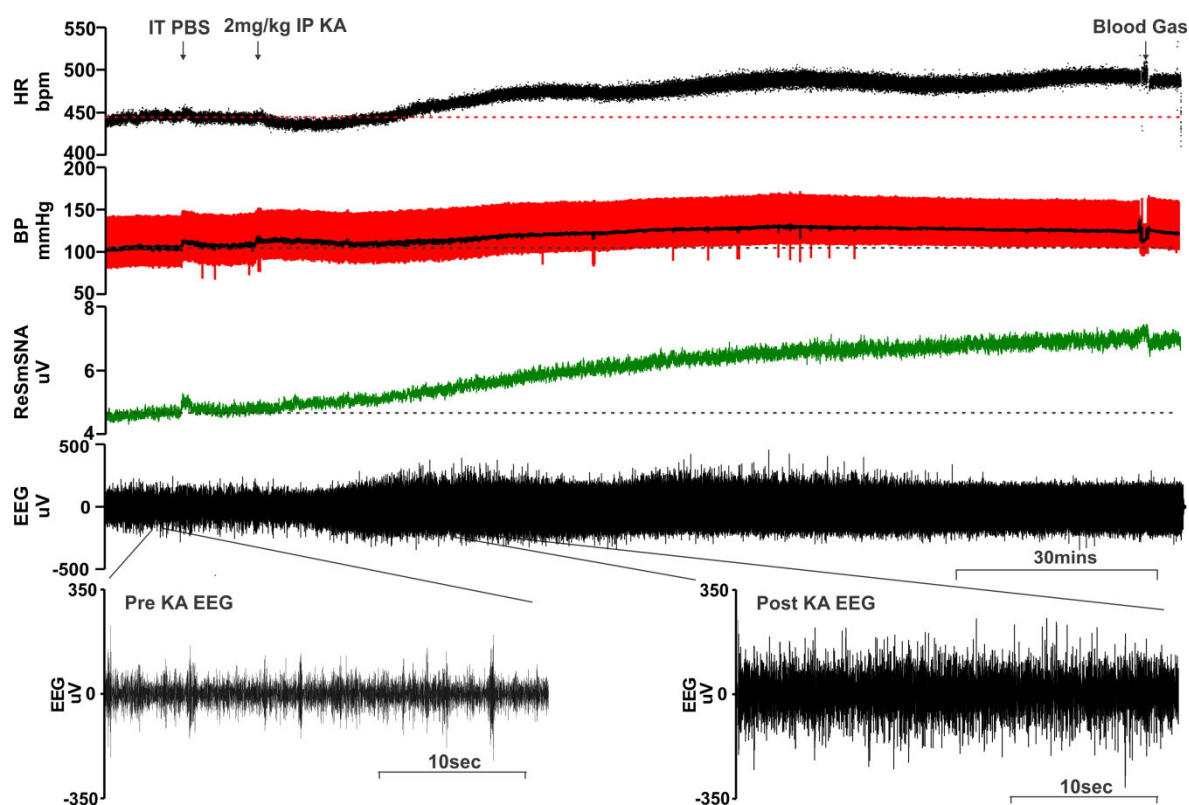 IT PBS
2mg/kg IP KA
Blood Gas
HR
bpm
550
500
450
400
BP
mmHg
200
150
100
50
ReSmSNA
uV
8
6
4
EEG
uV
500
0
-500
30mins
EEG
uV
350
0
-350
Pre KA EEG
10sec
EEG
uV
350
0
-350
Post KA EEG
10sec